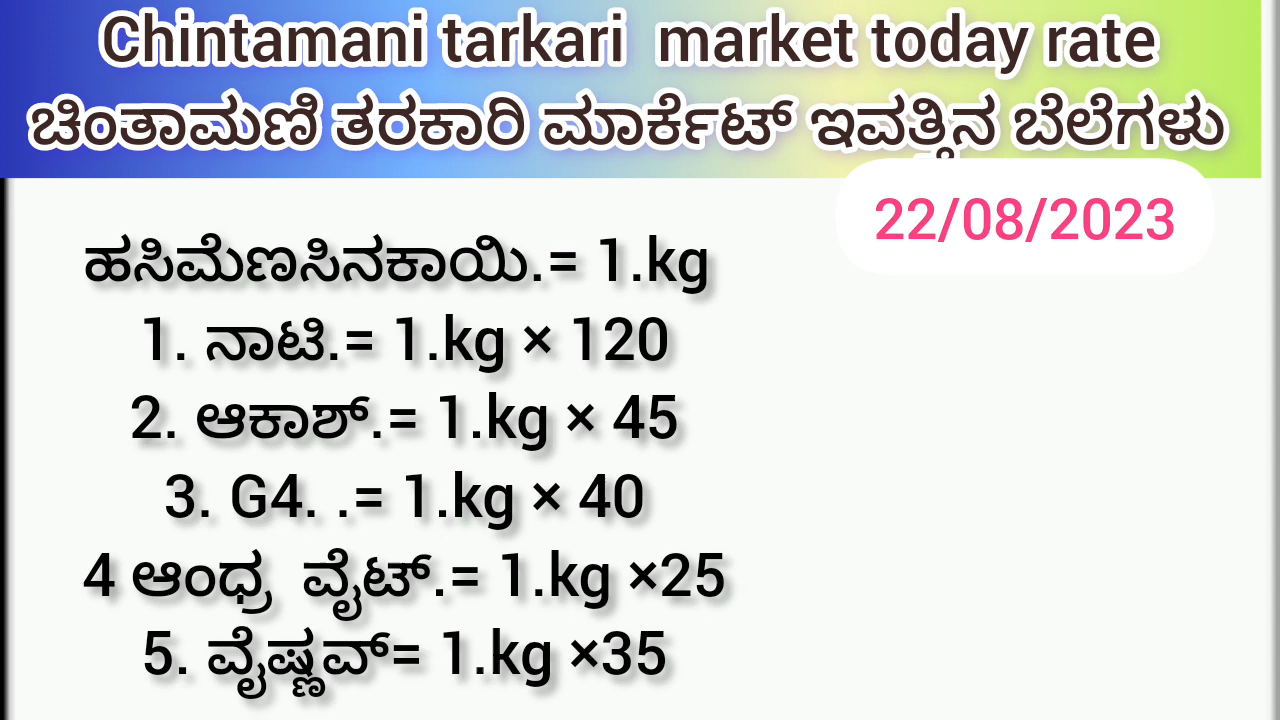 Chintamani tarkari market today rate
ಚಿಂತಾಮಣಿ ತರಕಾರಿ ಮಾರ್ಕೆಟ್ ಇವತ್ತಿನ ಬೆಲೆಗಳು
22/08/2023
ಹಸಿಮೆಣಸಿನಕಾಯಿ.= 1.kg
1. ನಾಟಿ.= 1.kg × 120
2. ಆಕಾಶ್.= 1.kg × 45
3. G4. .= 1.kg × 40
4 ಆಂಧ್ರ ವೈಟ್.= 1.kg ×25
5. ವೈಷ್ಣವ್= 1.kg ×35